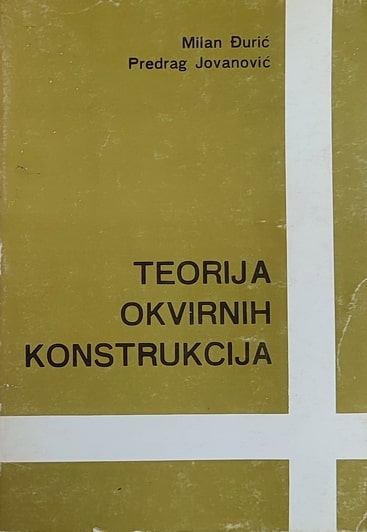 Milan Đurić
Predrag Jovanović
TEORIJA
OKVIRNIH
KONSTRUKCIJA